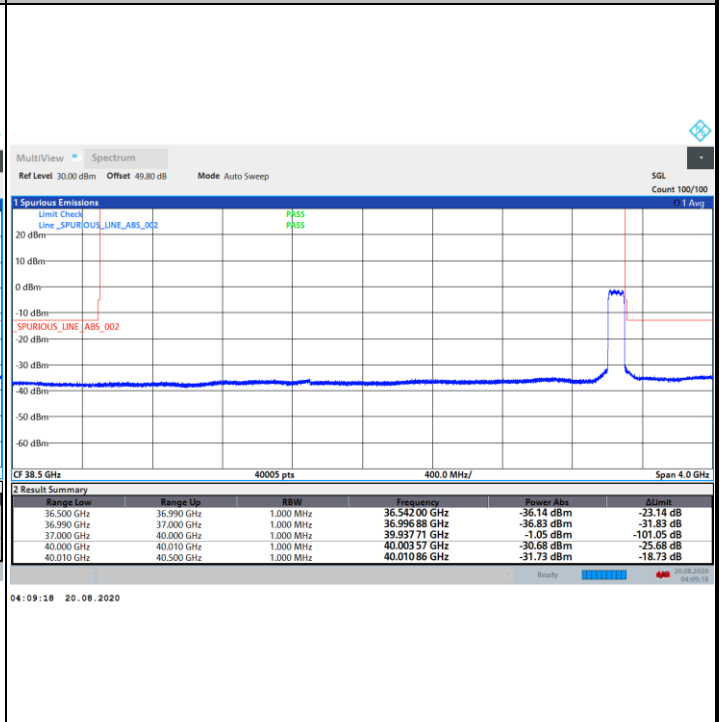 MultiView Spectrum
Ref Level 30.00 dBm Offset 49.80 dB Mode Auto Sweep SGL
Count 100/100
1 Spurious Emissions 1 Avg
Limit Check PASS
Line _SPURIOUS_LINE_ABS_002 PASS
20 dBm
10 dBm
0 dBm
-10 dBm
_SPURIOUS_LINE_ABS_002
-20 dBm
-30 dBm
-40 dBm
-50 dBm
-60 dBm
CF 38.5 GHz 40005 pts 400.0 MHz/ Span 4.0 GHz
2 Result Summary
Range Low Range Up RBW Frequency Power Abs ΔLimit
36.500 GHz 36.990 GHz 1.000 MHz 36.542 00 GHz -36.14 dBm -23.14 dB
36.990 GHz 37.000 GHz 1.000 MHz 36.996 88 GHz -36.83 dBm -31.83 dB
37.000 GHz 40.000 GHz 1.000 MHz 39.937 71 GHz -1.05 dBm -101.05 dB
40.000 GHz 40.010 GHz 1.000 MHz 40.003 57 GHz -30.68 dBm -25.68 dB
40.010 GHz 40.500 GHz 1.000 MHz 40.010 86 GHz -31.73 dBm -18.73 dB
Ready 20.08.2020
04:09:18
04:09:18 20.08.2020